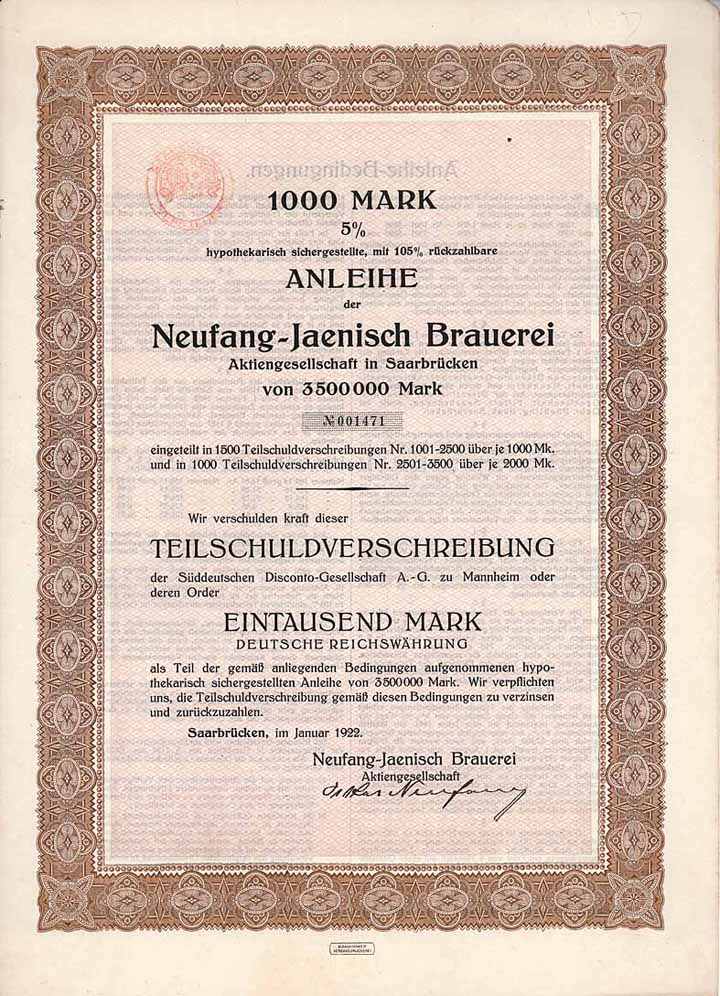 1000 MARK
5%
hypothekarisch sichergestellte, mit 105% rückzahlbare
ANLEIHE
der
Neufang-Jaenisch Brauerei
Aktiengesellschaft in Saarbrücken
von 3500000 Mark
№ 001471
eingeteilt in 1500 Teilschuldverschreibungen Nr. 1001-2500 über je 1000 Mk.
und in 1000 Teilschuldverschreibungen Nr. 2501-3500 über je 2000 Mk.
Wir verschulden kraft dieser
TEILSCHULDVERSCHREIBUNG
der Süddeutschen Disconto-Gesellschaft A.-G. zu Mannheim oder
deren Order
EINTAUSEND MARK
DEUTSCHE REICHSWÄHRUNG
als Teil der gemäß anliegenden Bedingungen aufgenommenen hypo-
thekarisch sichergestellten Anleihe von 3500000 Mark. Wir verpflichten
uns, die Teilschuldverschreibung gemäß diesen Bedingungen zu verzinsen
und zurückzuzahlen.
Saarbrücken, im Januar 1922.
Neufang-Jaenisch Brauerei
Aktiengesellschaft
Oskar Neufang